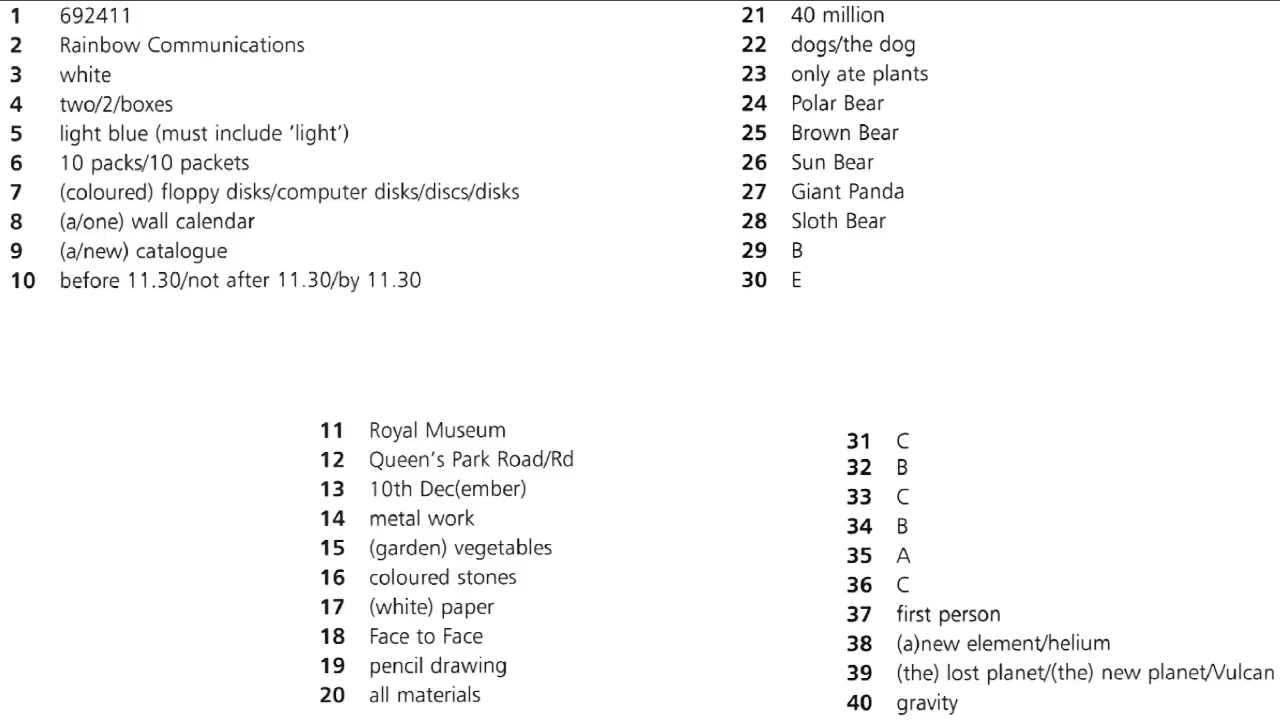 1 692411
2 Rainbow Communications
3 white
4 two/2/boxes
5 light blue (must include 'light')
6 10 packs/10 packets
7 (coloured) floppy disks/computer disks/discs/disks
8 (a/one) wall calendar
9 (a/new) catalogue
10 before 11.30/not after 11.30/by 11.30
11 Royal Museum
12 Queen's Park Road/Rd
13 10th Dec(ember)
14 metal work
15 (garden) vegetables
16 coloured stones
17 (white) paper
18 Face to Face
19 pencil drawing
20 all materials
21 40 million
22 dogs/the dog
23 only ate plants
24 Polar Bear
25 Brown Bear
26 Sun Bear
27 Giant Panda
28 Sloth Bear
29 B
30 E
31 C
32 B
33 C
34 B
35 A
36 C
37 first person
38 (a)new element/helium
39 (the) lost planet/(the) new planet/Vulcan
40 gravity